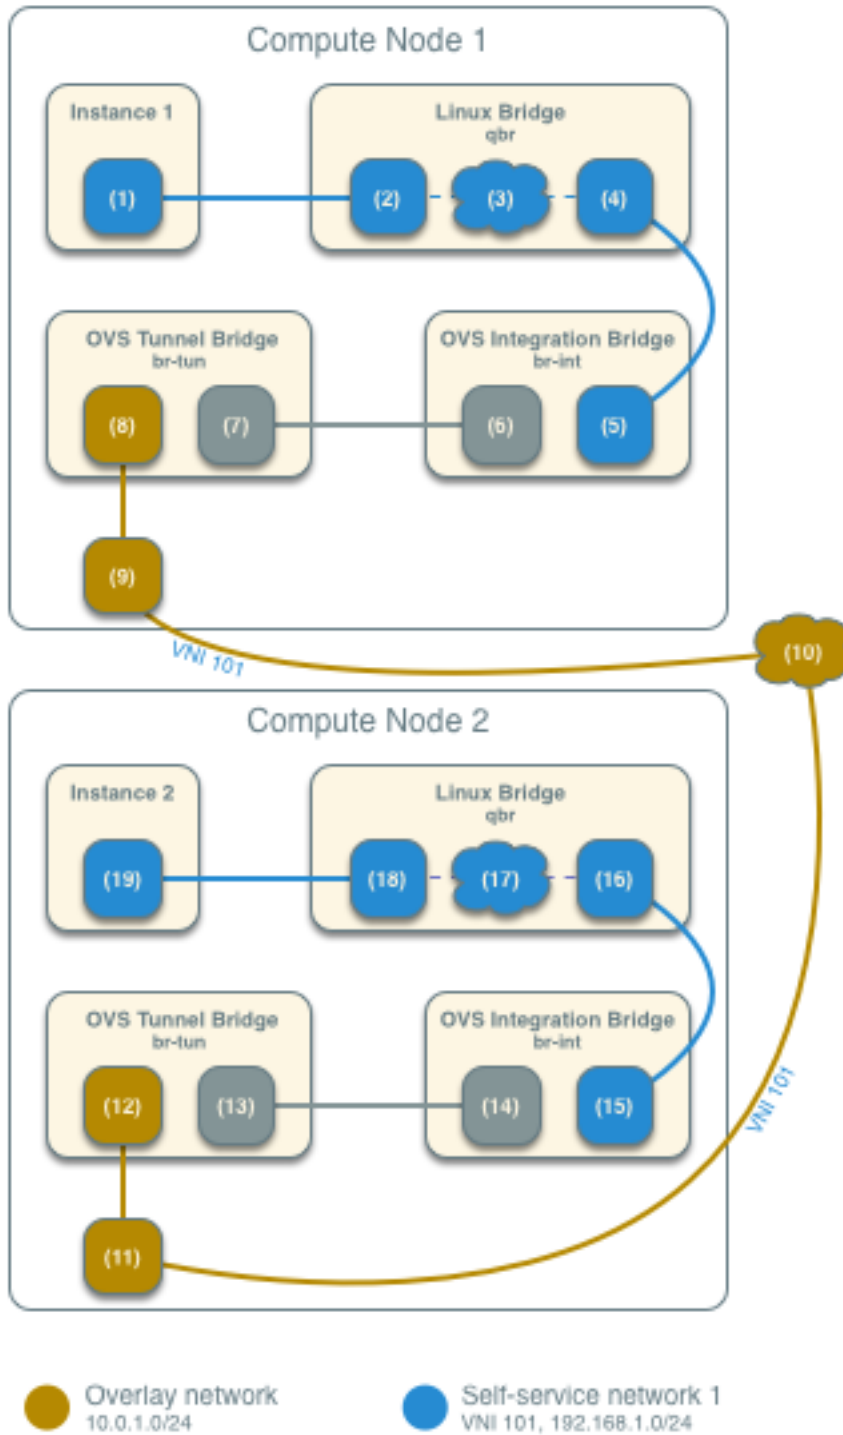 Compute Node 1
Instance 1
Linux Bridge
qbr
(1)
(2)
(3)
(4)
OVS Tunnel Bridge
br-tun
OVS Integration Bridge
br-int
(8)
(7)
(6)
(5)
(9)
VNI 101
(10)
Compute Node 2
Instance 2
Linux Bridge
qbr
(19)
(18)
(17)
(16)
OVS Tunnel Bridge
br-tun
OVS Integration Bridge
br-int
(12)
(13)
(14)
(15)
VNI 101
(11)
Overlay network
10.0.1.0/24
Self-service network 1
VNI 101, 192.168.1.0/24